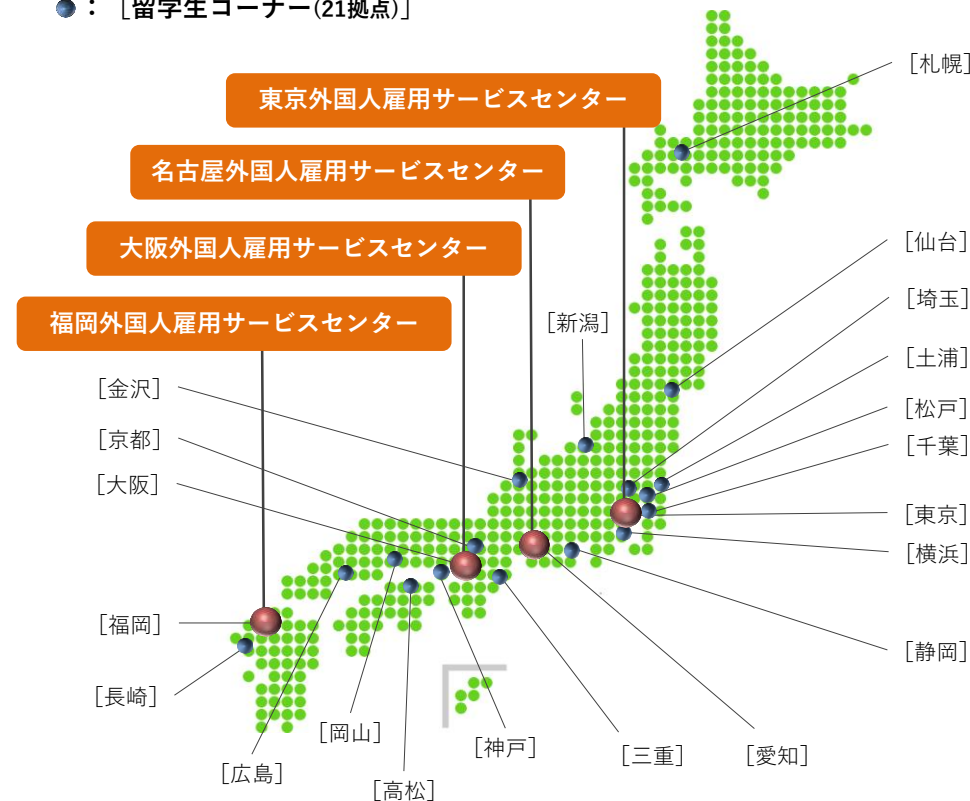 ：［留学生コーナー(21拠点)］
東京外国人雇用サービスセンター
名古屋外国人雇用サービスセンター
大阪外国人雇用サービスセンター
福岡外国人雇用サービスセンター
［札幌］
［仙台］
［埼玉］
［新潟］
［土浦］
［金沢］
［松戸］
［京都］
［千葉］
［大阪］
［東京］
［横浜］
［福岡］
［静岡］
［長崎］
［岡山］
［神戸］
［三重］
［愛知］
［広島］
［高松］